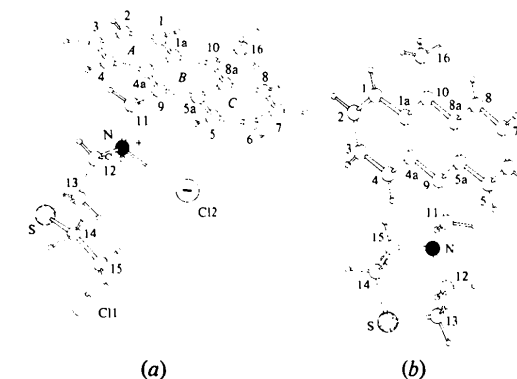 2 1 16
3 A 1a 10
4 4a B 8a 8
9 5a C 7
11 5 6
N +
12
13 −
S Cl2
14
15
Cl1
(a)
16
1 10 8
2 1a 8a 7
3
4 4a 9 5a 5
11
15 N
14 12
S 13
(b)